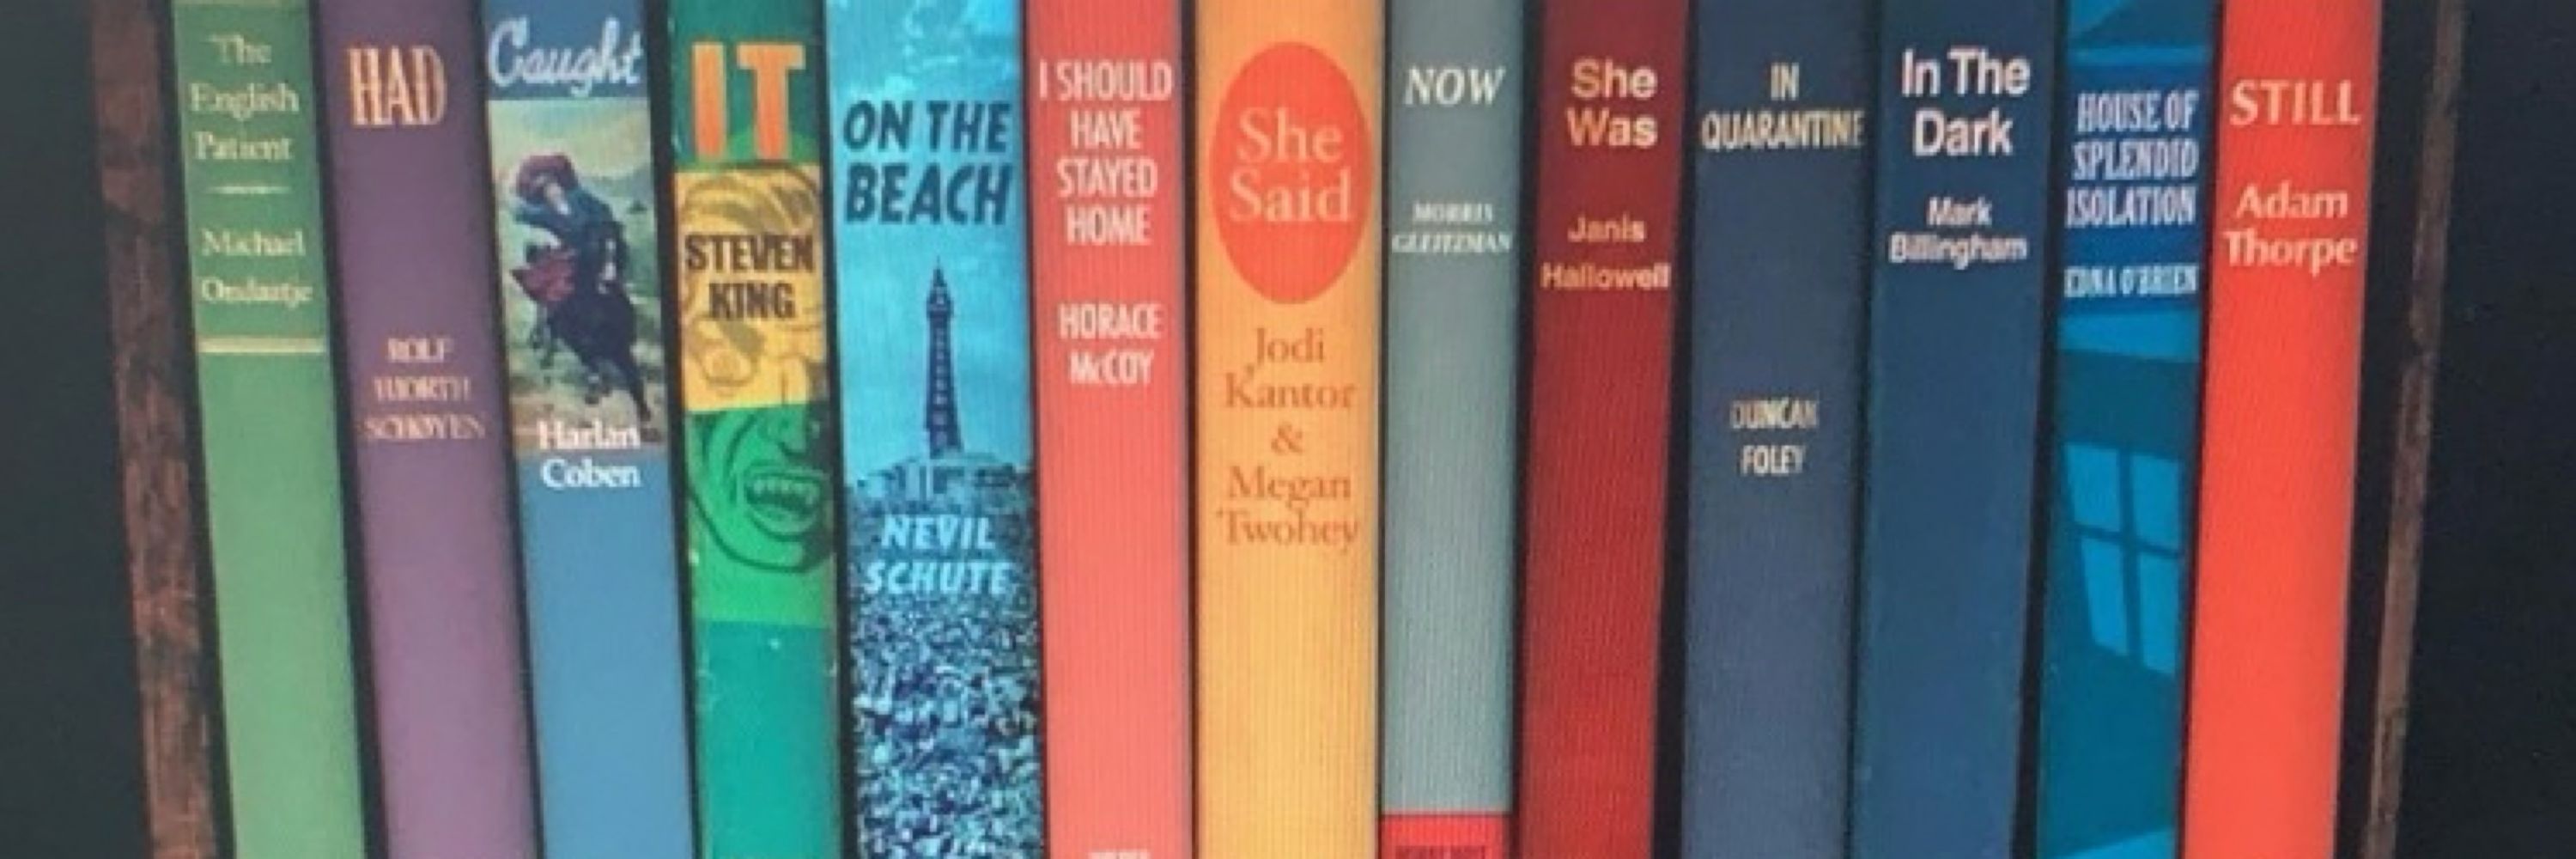 The
English
Patient
Michael
Ondaatje
HAD
ROLF
HJORTH
SCHØYEN
Caught
Harlan
Coben
IT
STEVEN
KING
ON THE
BEACH
NEVIL
SCHUTE
I SHOULD
HAVE
STAYED
HOME
HORACE
McCOY
She
Said
Jodi
Kantor
&
Megan
Twohey
NOW
MORRIS
GLEITZMAN
She
Was
Janis
Hallowell
IN
QUARANTINE
DUNCAN
FOLEY
In The
Dark
Mark
Billingham
HOUSE OF
SPLENDID
ISOLATION
EDNA O'BRIEN
STILL
Adam
Thorpe